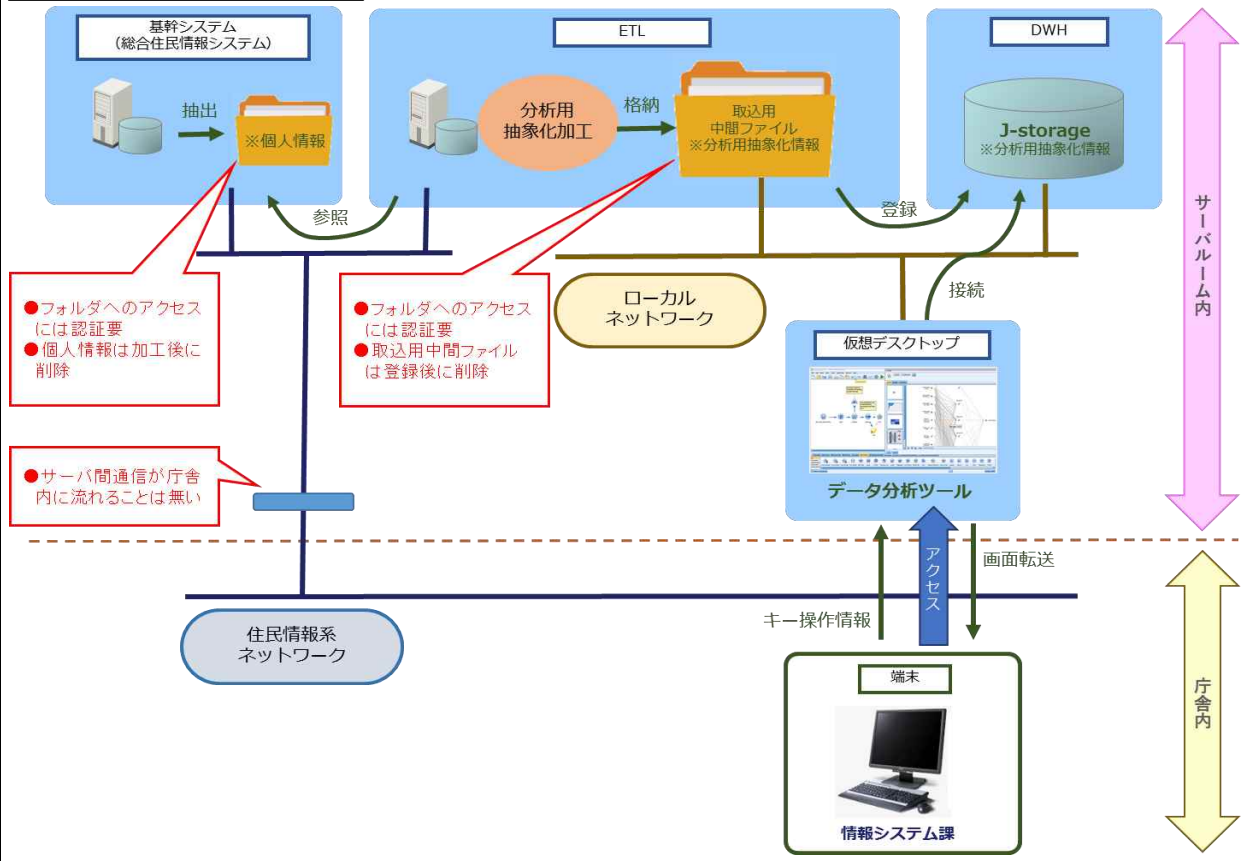 基幹システム
（総合住民情報システム）
ETL
DWH
抽出
※個人情報
分析用
抽象化加工
格納
取込用
中間ファイル
※分析用抽象化情報
J-storage
※分析用抽象化情報
参照
登録
接続
●フォルダへのアクセス
には認証要
●個人情報は加工後に
削除
●フォルダへのアクセス
には認証要
●取込用中間ファイル
は登録後に削除
ローカル
ネットワーク
仮想デスクトップ
データ分析ツール
●サーバ間通信が庁舎
内に流れることは無い
サーバルーム内
アクセス
画面転送
キー操作情報
住民情報系
ネットワーク
端末
情報システム課
庁舎内